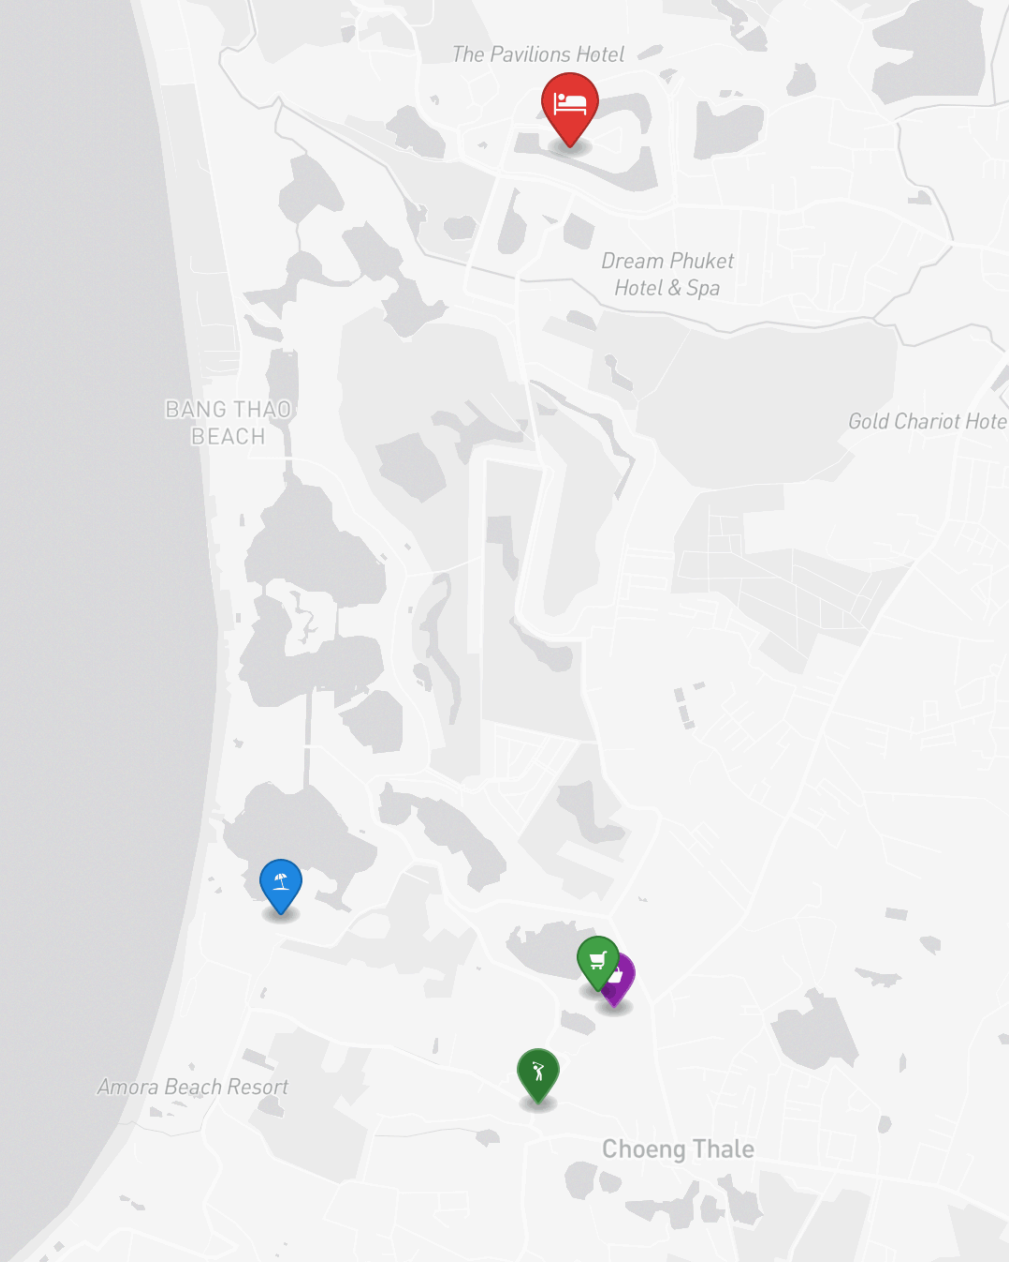 The Pavilions Hotel
Dream Phuket
Hotel & Spa
BANG THAO
BEACH
Gold Chariot Hote
Amora Beach Resort
Choeng Thale